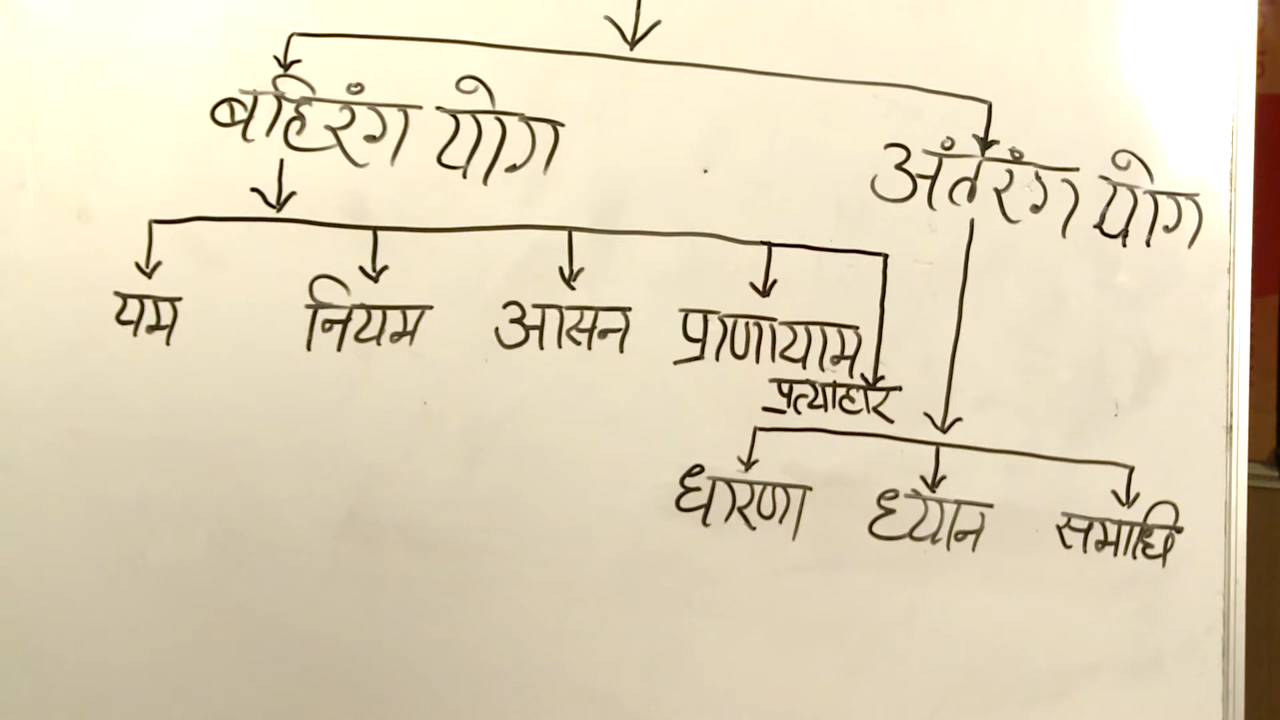 बहिरंग योग
अंतरंग योग
यम नियम आसन प्राणायाम
प्रत्याहार
धारणा ध्यान समाधि